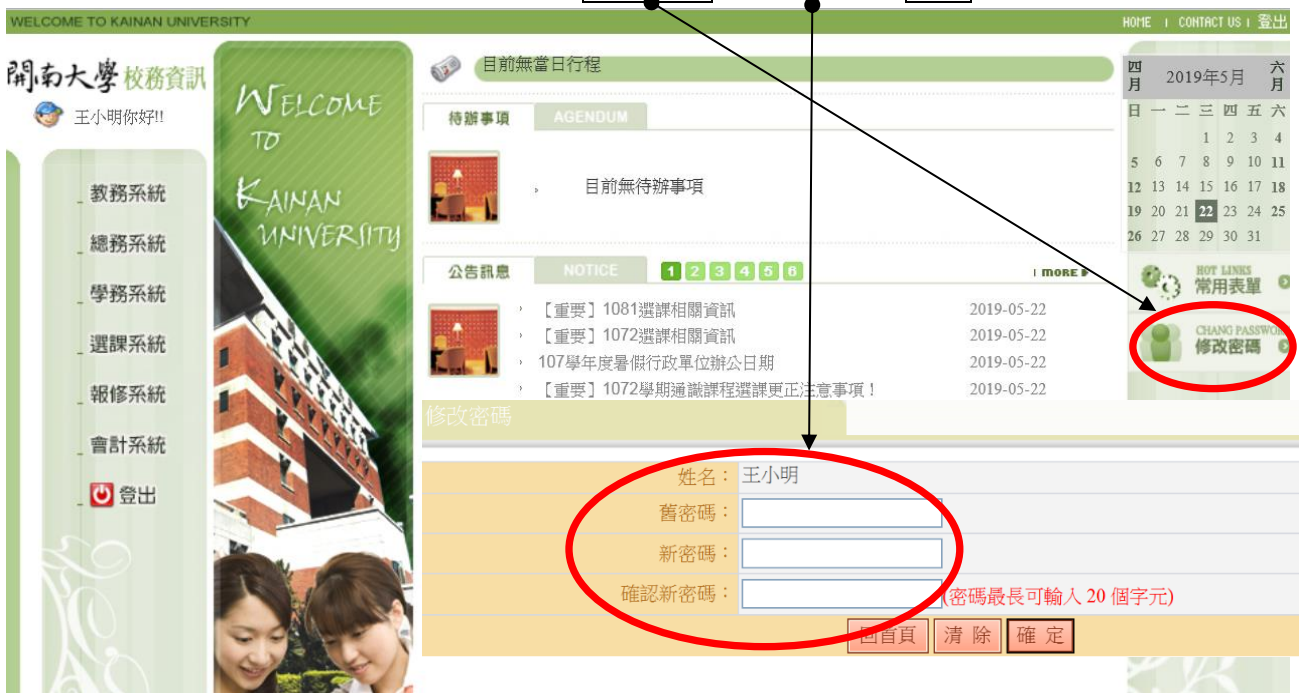 WELCOME TO KAINAN UNIVERSITY
HOME | CONTACT US | 登出
開南大學 校務資訊
王小明你好!!
教務系統
總務系統
學務系統
選課系統
報修系統
會計系統
登出
WELCOME
TO
KAINAN
UNIVERSITY
目前無當日行程
待辦事項 AGENDUM
目前無待辦事項
公告訊息 NOTICE 1 2 3 4 5 6 | MORE
【重要】1081選課相關資訊 2019-05-22
【重要】1072選課相關資訊 2019-05-22
107學年度暑假行政單位辦公日期 2019-05-22
【重要】1072學期通識課程選課更正注意事項！ 2019-05-22
四月 2019年5月 六月
日 一 二 三 四 五 六
1 2 3 4
5 6 7 8 9 10 11
12 13 14 15 16 17 18
19 20 21 22 23 24 25
26 27 28 29 30 31
HOT LINKS
常用表單
CHANG PASSWOR
修改密碼
修改密碼
姓名： 王小明
舊密碼：
新密碼：
確認新密碼： (密碼最長可輸入 20 個字元)
回首頁 清 除 確 定